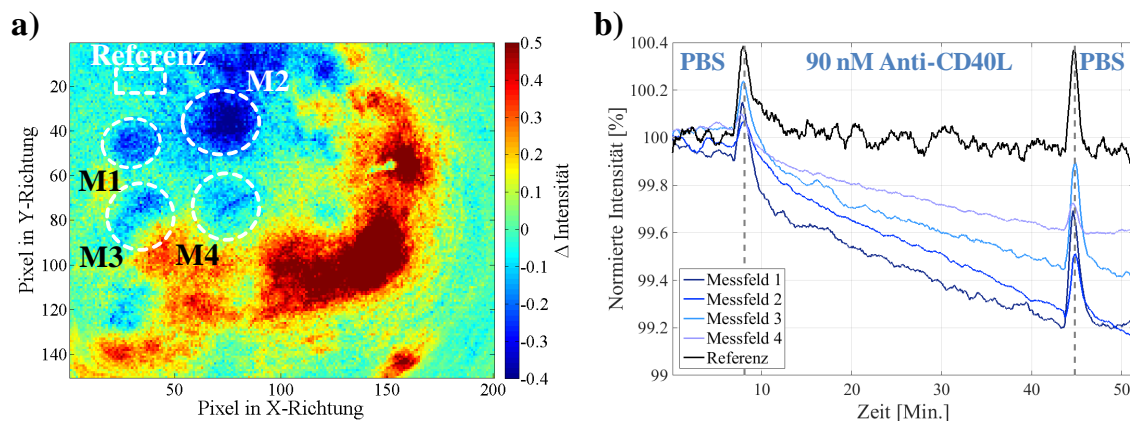 a)
Referenz
M2
M1
M3
M4
20
40
60
80
100
120
140
50
100
150
200
Pixel in Y-Richtung
Pixel in X-Richtung
0.5
0.4
0.3
0.2
0.1
0
-0.1
-0.2
-0.3
-0.4
Δ Intensität
b)
100.4
100.2
100
99.8
99.6
99.4
99.2
99
Normierte Intensität [%]
PBS
90 nM Anti-CD40L
PBS
Messfeld 1
Messfeld 2
Messfeld 3
Messfeld 4
Referenz
10
20
30
40
50
Zeit [Min.]